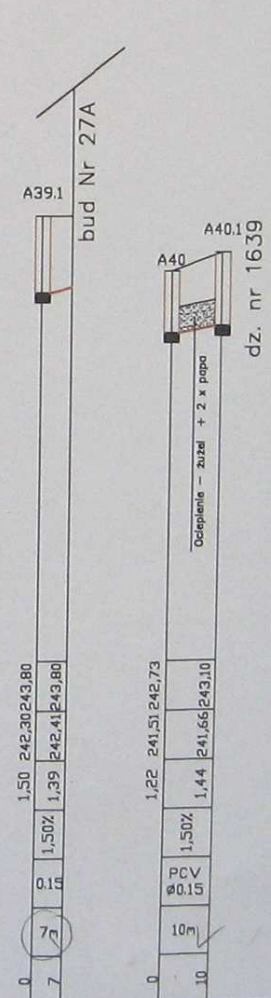 A39.1
bud Nr 27A
1,50 242,30 243,80
1,39 242,41 243,80
1,50%
0.15
7m
0
7
A40
A40.1
dz. nr 1639
Ocieplenie - żużel + 2 x papa
1,22 241,51 242,73
1,44 241,66 243,10
1,50%
PCV
ø0.15
10m
0
10